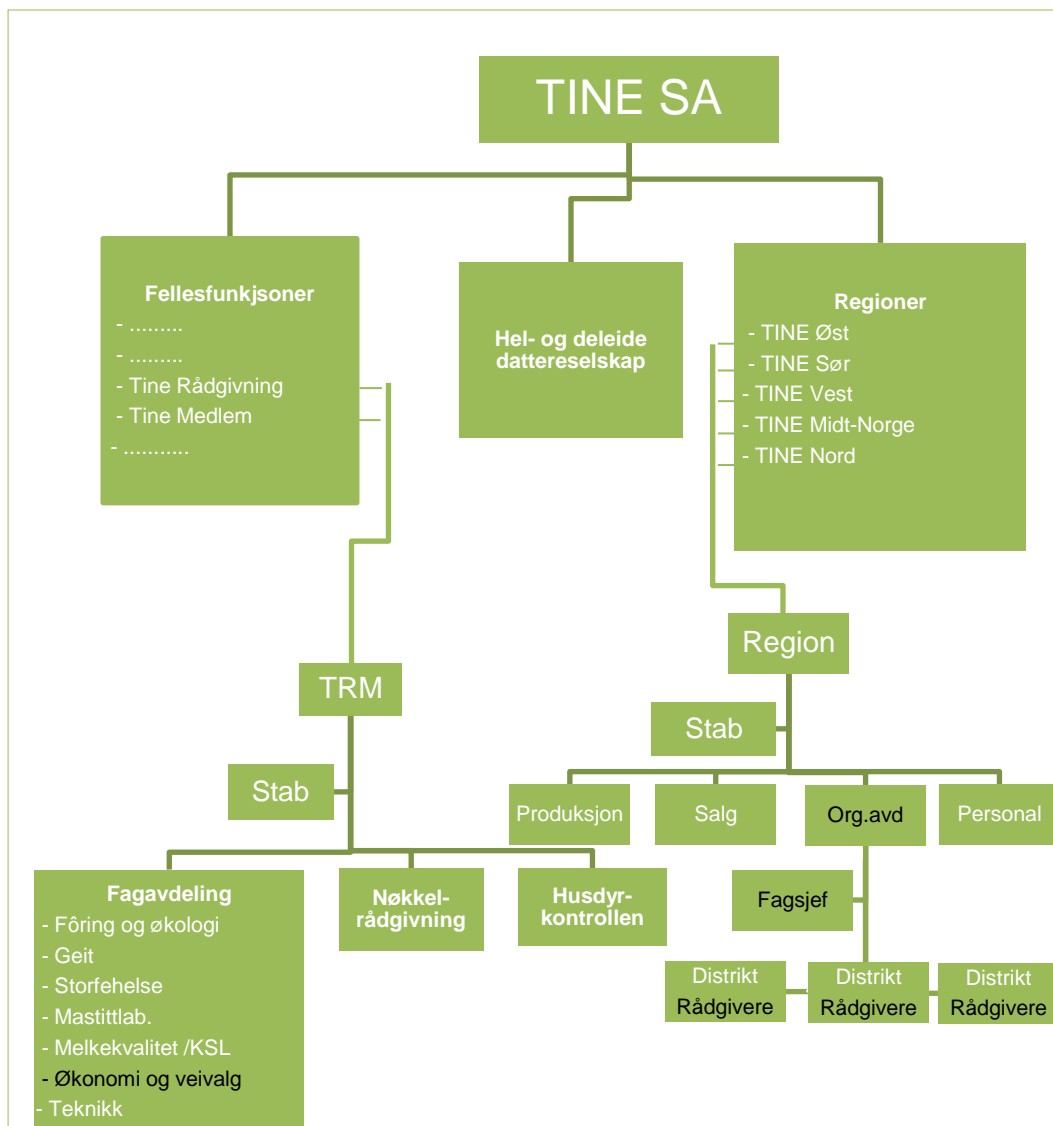 TINE SA
Fellesfunkjsoner
- .........
- .........
- Tine Rådgivning
- Tine Medlem
- ...........
Hel- og deleide
dattereselskap
Regioner
- TINE Øst
- TINE Sør
- TINE Vest
- TINE Midt-Norge
- TINE Nord
TRM
Stab
Fagavdeling
- Fôring og økologi
- Geit
- Storfehelse
- Mastittlab.
- Melkekvalitet /KSL
- Økonomi og veivalg
- Teknikk
Nøkkel-
rådgivning
Husdyr-
kontrollen
Region
Stab
Produksjon
Salg
Org.avd
Personal
Fagsjef
Distrikt
Rådgivere
Distrikt
Rådgivere
Distrikt
Rådgivere